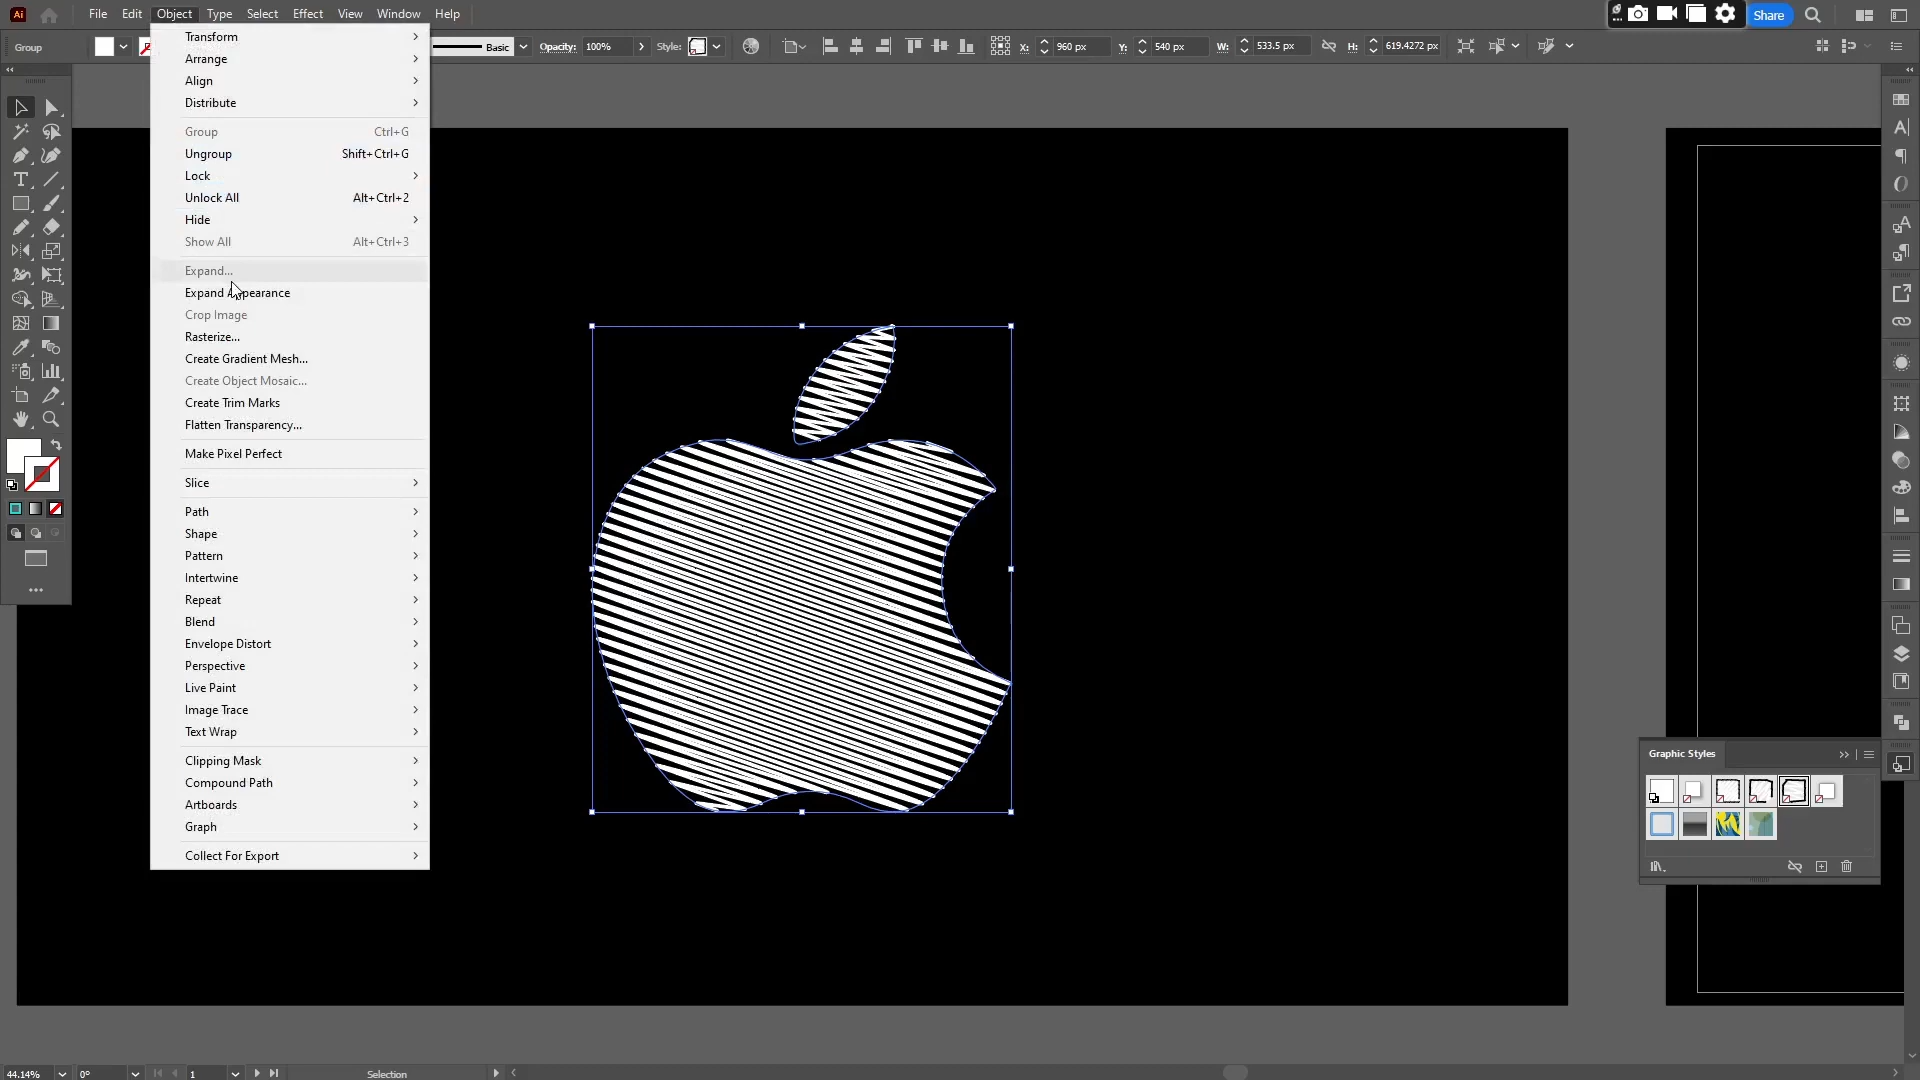 Ai File Edit Object Type Select Effect View Window Help Share
Group Basic Opacity: 100% Style: X: 960 px Y: 540 px W: 533.5 px H: 619.4272 px
Transform
Arrange
Align
Distribute
Group Ctrl+G
Ungroup Shift+Ctrl+G
Lock
Unlock All Alt+Ctrl+2
Hide
Show All Alt+Ctrl+3
Expand...
Expand Appearance
Crop Image
Rasterize...
Create Gradient Mesh...
Create Object Mosaic...
Create Trim Marks
Flatten Transparency...
Make Pixel Perfect
Slice
Path
Shape
Pattern
Intertwine
Repeat
Blend
Envelope Distort
Perspective
Live Paint
Image Trace
Text Wrap
Clipping Mask
Compound Path
Artboards
Graph
Collect For Export
Graphic Styles
44.14% 0° 1 Selection